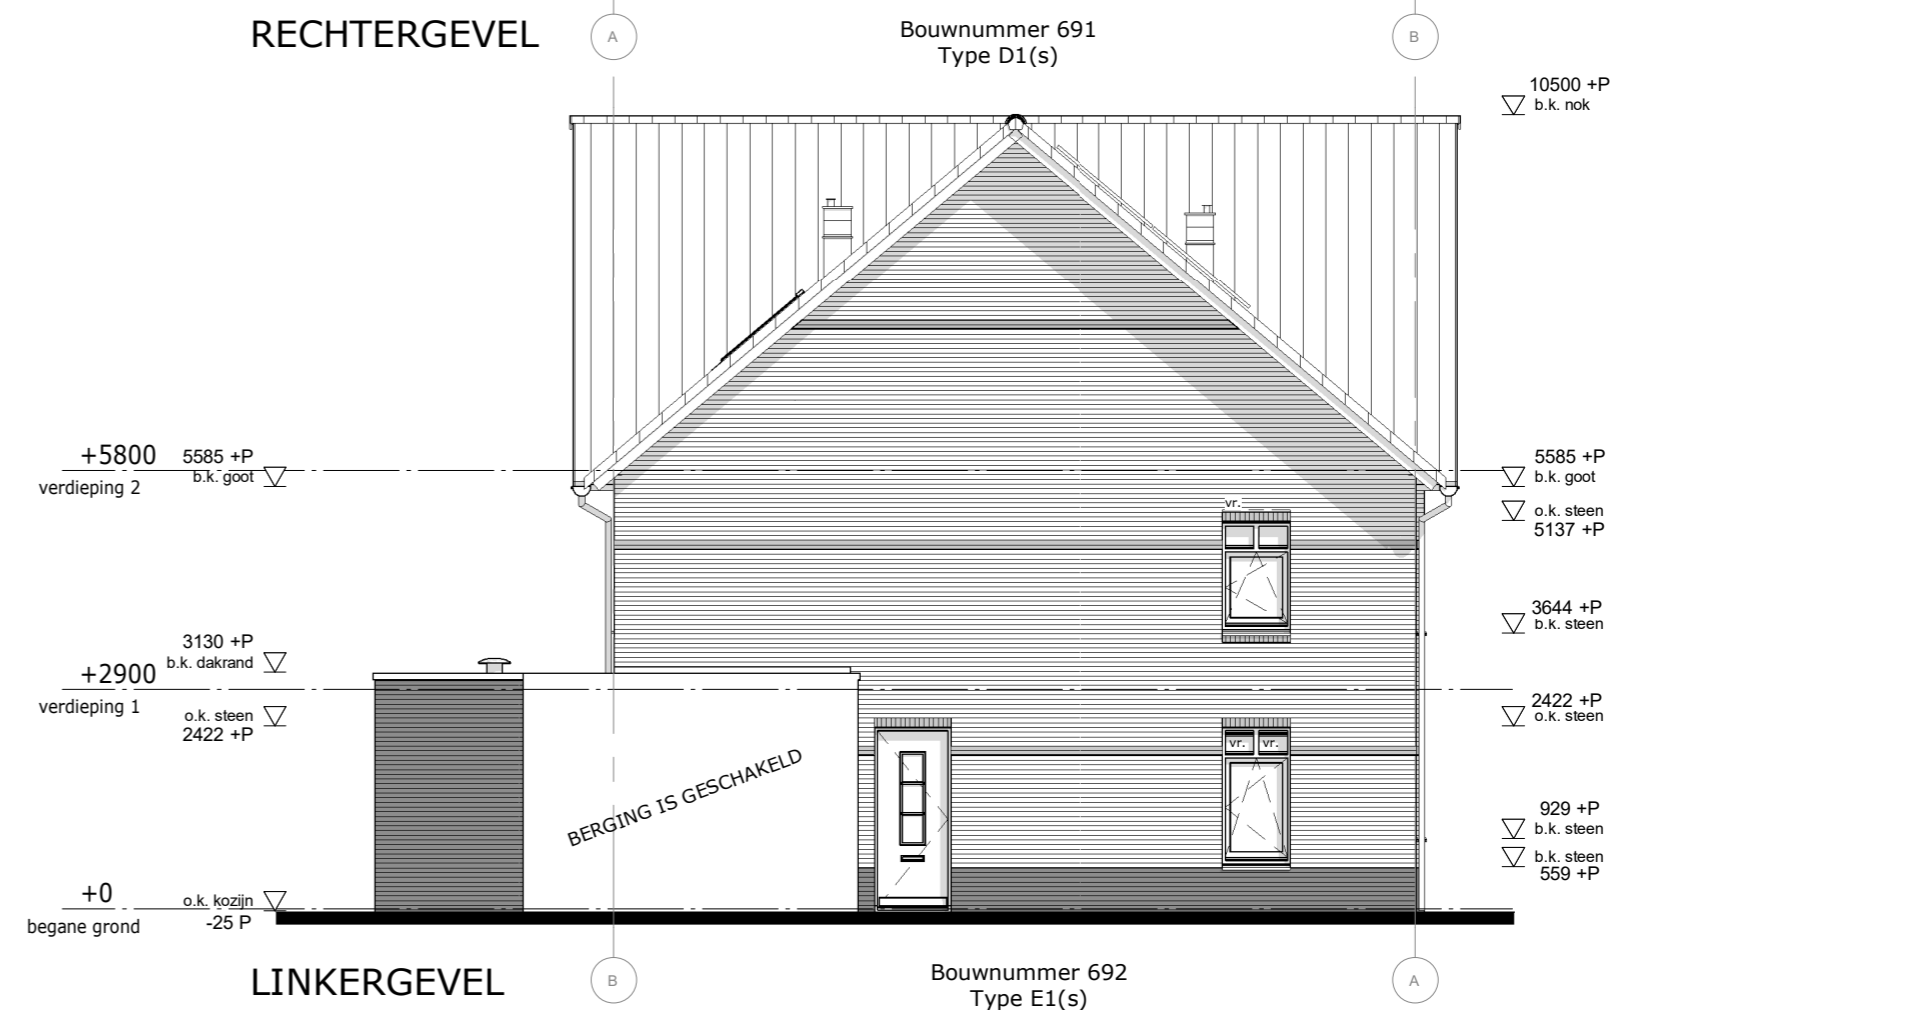 RECHTERGEVEL
A
Bouwnummer 691
Type D1(s)
B
10500 +P
b.k. nok
+5800
verdieping 2
5585 +P
b.k. goot
5585 +P
b.k. goot
vr.
o.k. steen
5137 +P
3644 +P
b.k. steen
3130 +P
b.k. dakrand
+2900
verdieping 1
o.k. steen
2422 +P
2422 +P
o.k. steen
vr. vr.
BERGING IS GESCHAKELD
929 +P
b.k. steen
b.k. steen
559 +P
+0
begane grond
o.k. kozijn
-25 P
LINKERGEVEL
B
Bouwnummer 692
Type E1(s)
A